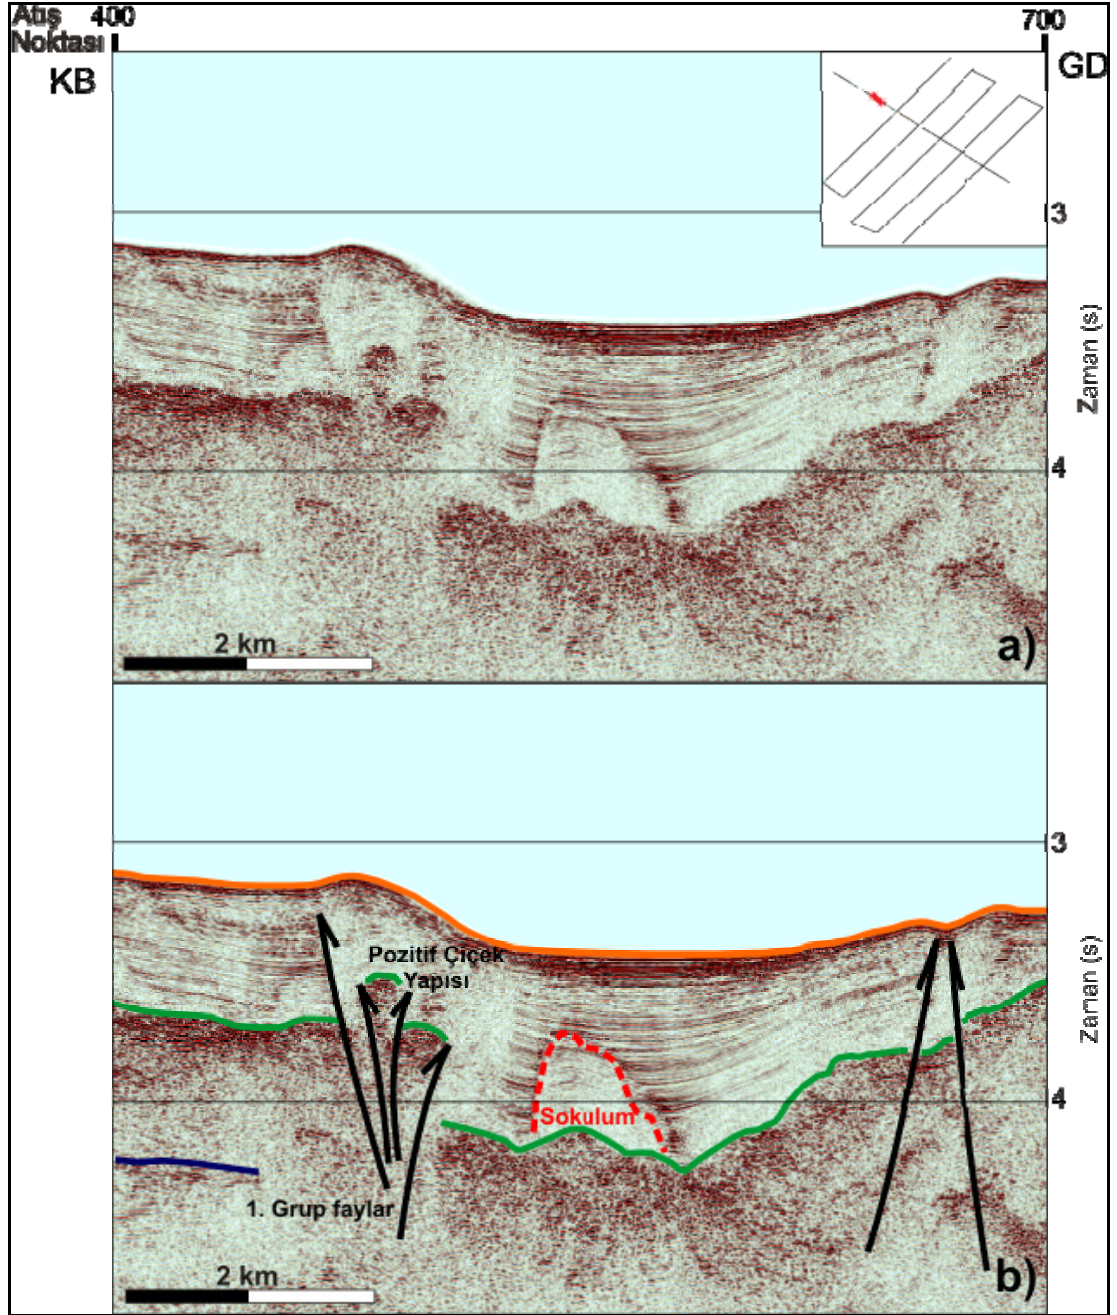 Atış 400 700
Noktası
KB GD
3
Zaman (s)
4
2 km
a)
3
Zaman (s)
Pozitif Çiçek
Yapısı
4
Sokulum
1. Grup faylar
2 km
b)